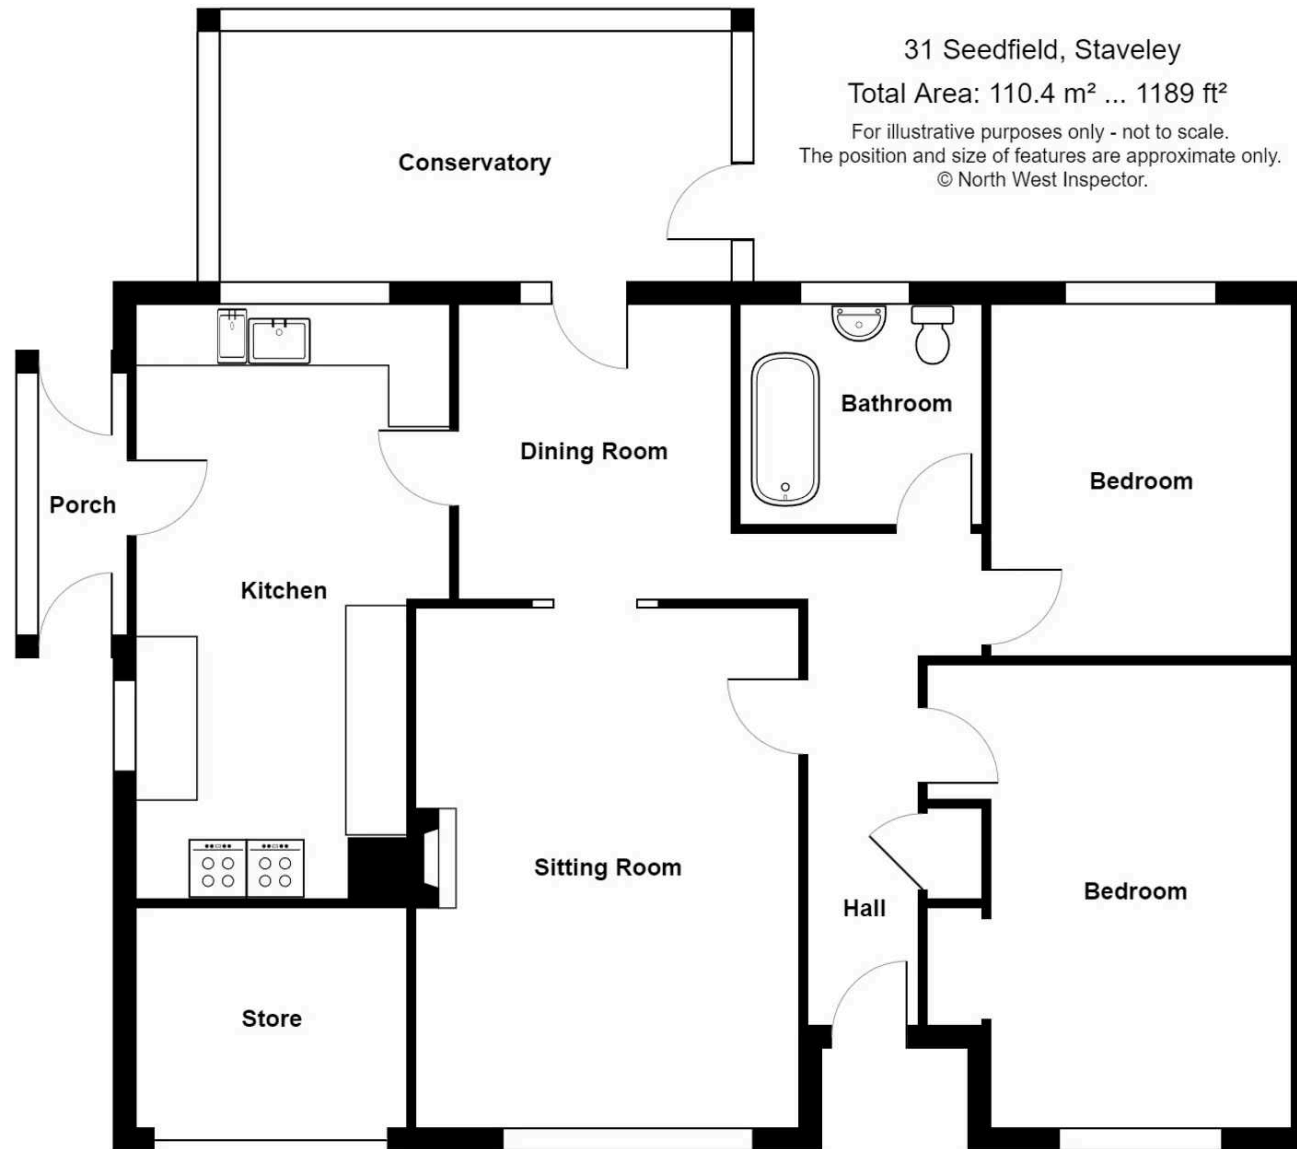 31 Seedfield, Staveley
Total Area: 110.4 m² ... 1189 ft²
For illustrative purposes only - not to scale.
The position and size of features are approximate only.
© North West Inspector.
Conservatory
Bathroom
Dining Room
Bedroom
Porch
Kitchen
Sitting Room
Bedroom
Hall
Store